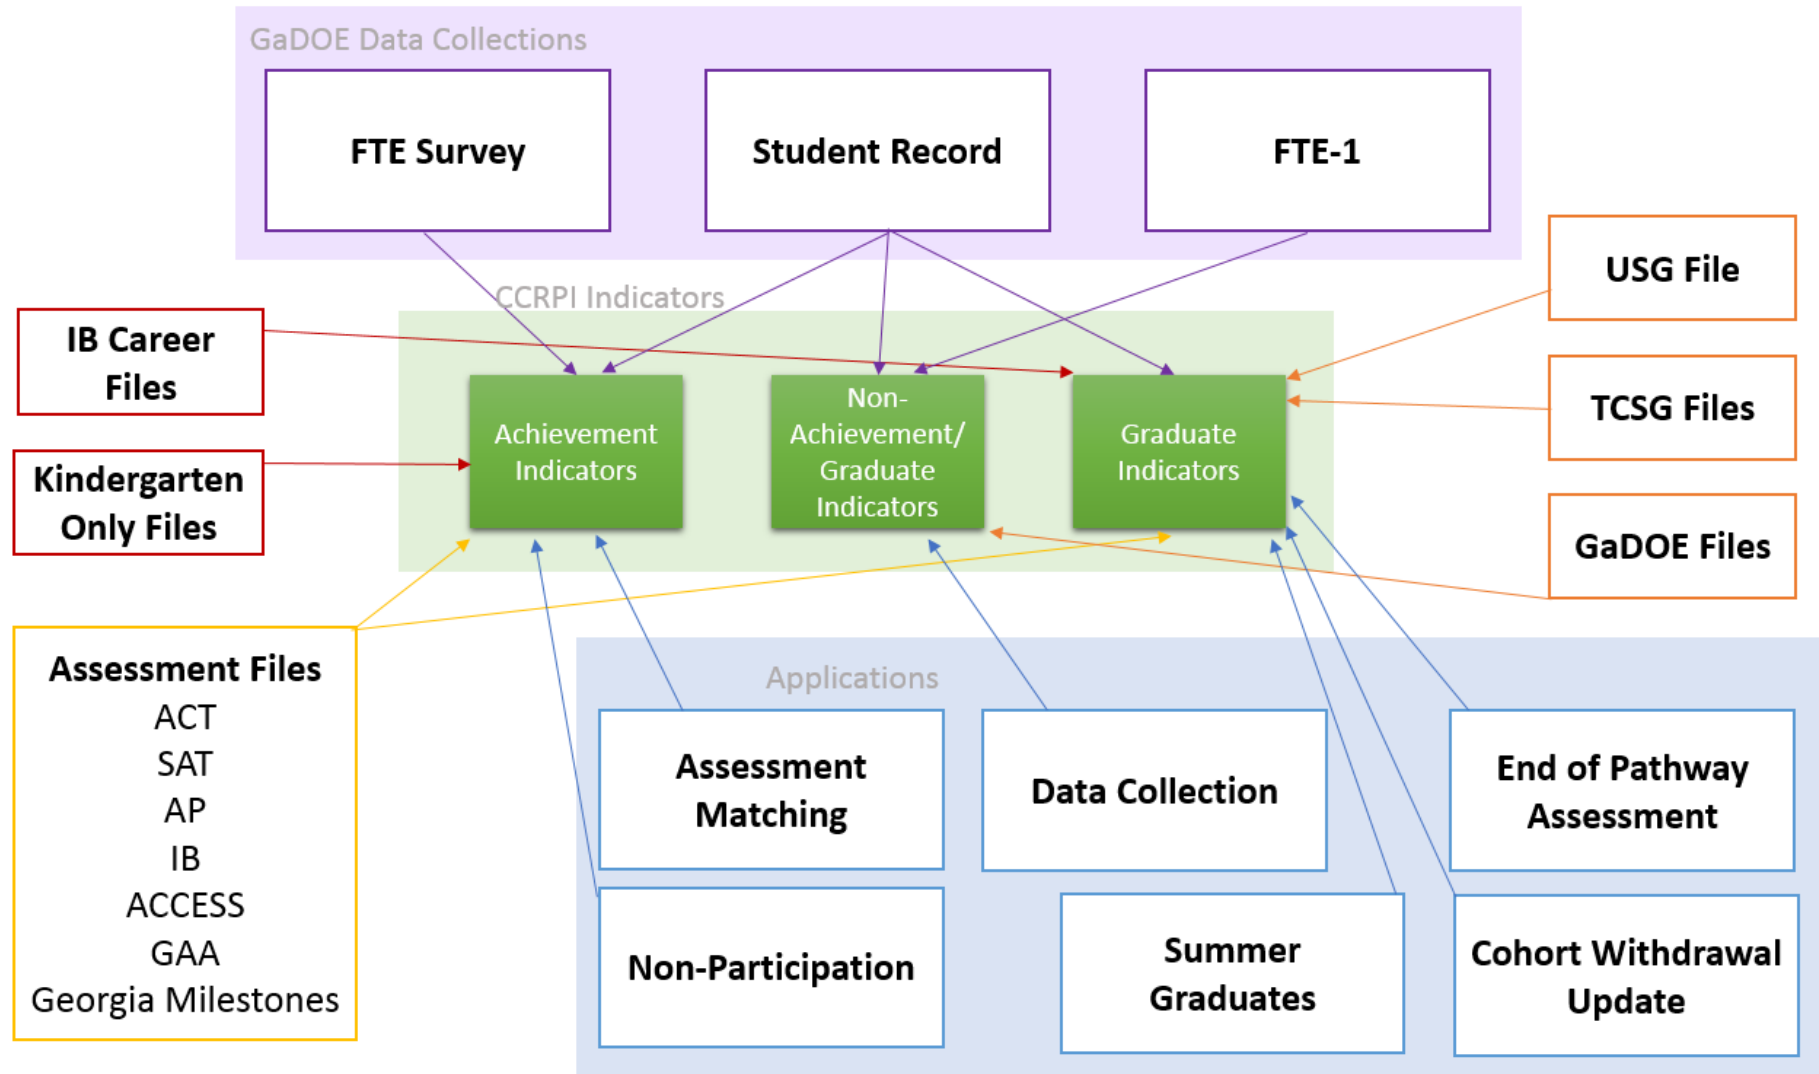 GaDOE Data Collections
FTE Survey
Student Record
FTE-1
USG File
CCRPI Indicators
IB Career
Files
TCSG Files
Achievement
Indicators
Non-
Achievement/
Graduate
Indicators
Graduate
Indicators
Kindergarten
Only Files
GaDOE Files
Assessment Files
ACT
SAT
AP
IB
ACCESS
GAA
Georgia Milestones
Applications
Assessment
Matching
Data Collection
End of Pathway
Assessment
Non-Participation
Summer
Graduates
Cohort Withdrawal
Update